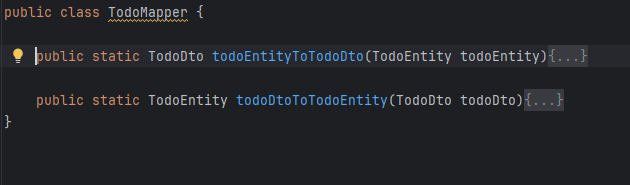 public class TodoMapper {
public static TodoDto todoEntityToTodoDto(TodoEntity todoEntity){...}
public static TodoEntity todoDtoToTodoEntity(TodoDto todoDto){...}
}